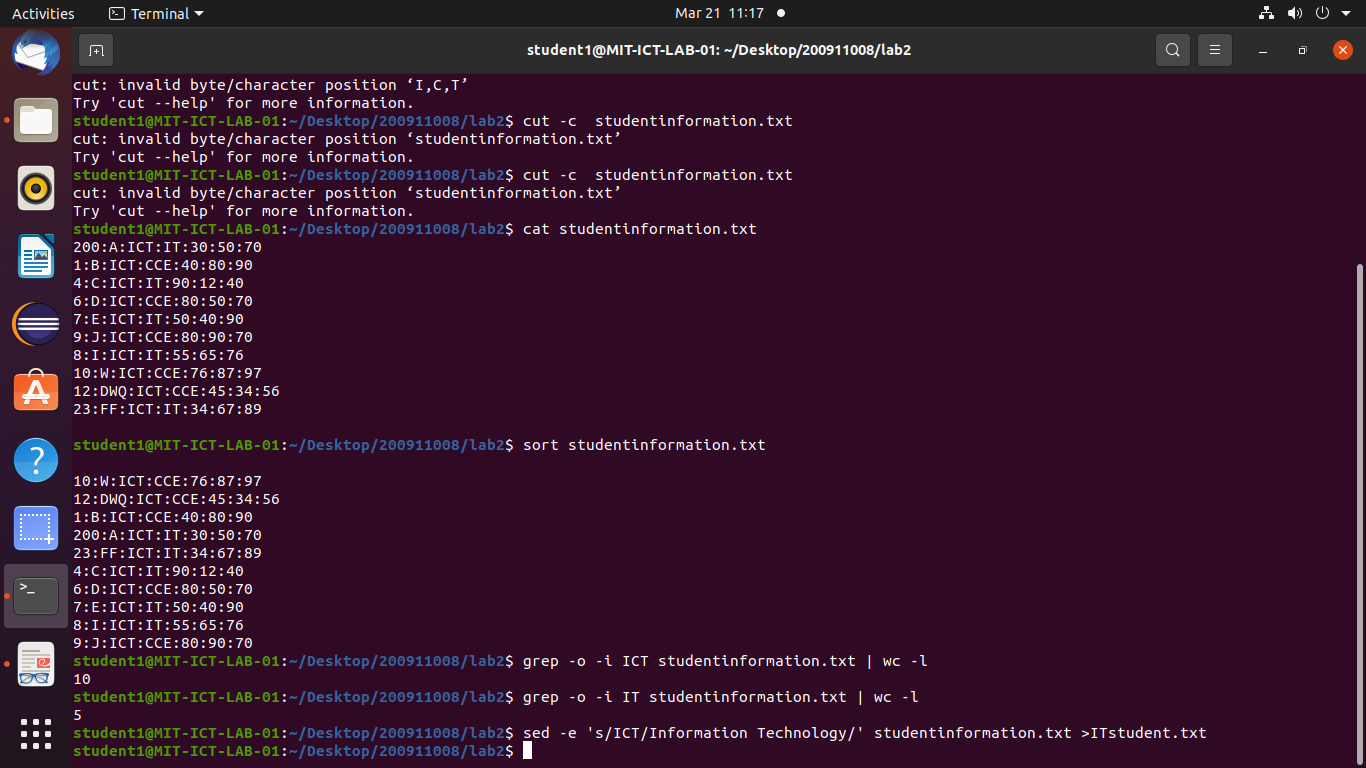 Activities
Terminal
Mar 21 11:17
student1@MIT-ICT-LAB-01: ~/Desktop/200911008/lab2
cut: invalid byte/character position ‘I,C,T’
Try 'cut --help' for more information.
student1@MIT-ICT-LAB-01:~/Desktop/200911008/lab2$ cut -c  studentinformation.txt
cut: invalid byte/character position ‘studentinformation.txt’
Try 'cut --help' for more information.
student1@MIT-ICT-LAB-01:~/Desktop/200911008/lab2$ cut -c  studentinformation.txt
cut: invalid byte/character position ‘studentinformation.txt’
Try 'cut --help' for more information.
student1@MIT-ICT-LAB-01:~/Desktop/200911008/lab2$ cat studentinformation.txt
200:A:ICT:IT:30:50:70
1:B:ICT:CCE:40:80:90
4:C:ICT:IT:90:12:40
6:D:ICT:CCE:80:50:70
7:E:ICT:IT:50:40:90
9:J:ICT:CCE:80:90:70
8:I:ICT:IT:55:65:76
10:W:ICT:CCE:76:87:97
12:DWQ:ICT:CCE:45:34:56
23:FF:ICT:IT:34:67:89
student1@MIT-ICT-LAB-01:~/Desktop/200911008/lab2$ sort studentinformation.txt
10:W:ICT:CCE:76:87:97
12:DWQ:ICT:CCE:45:34:56
1:B:ICT:CCE:40:80:90
200:A:ICT:IT:30:50:70
23:FF:ICT:IT:34:67:89
4:C:ICT:IT:90:12:40
6:D:ICT:CCE:80:50:70
7:E:ICT:IT:50:40:90
8:I:ICT:IT:55:65:76
9:J:ICT:CCE:80:90:70
student1@MIT-ICT-LAB-01:~/Desktop/200911008/lab2$ grep -o -i ICT studentinformation.txt | wc -l
10
student1@MIT-ICT-LAB-01:~/Desktop/200911008/lab2$ grep -o -i IT studentinformation.txt | wc -l
5
student1@MIT-ICT-LAB-01:~/Desktop/200911008/lab2$ sed -e 's/ICT/Information Technology/' studentinformation.txt >ITstudent.txt
student1@MIT-ICT-LAB-01:~/Desktop/200911008/lab2$